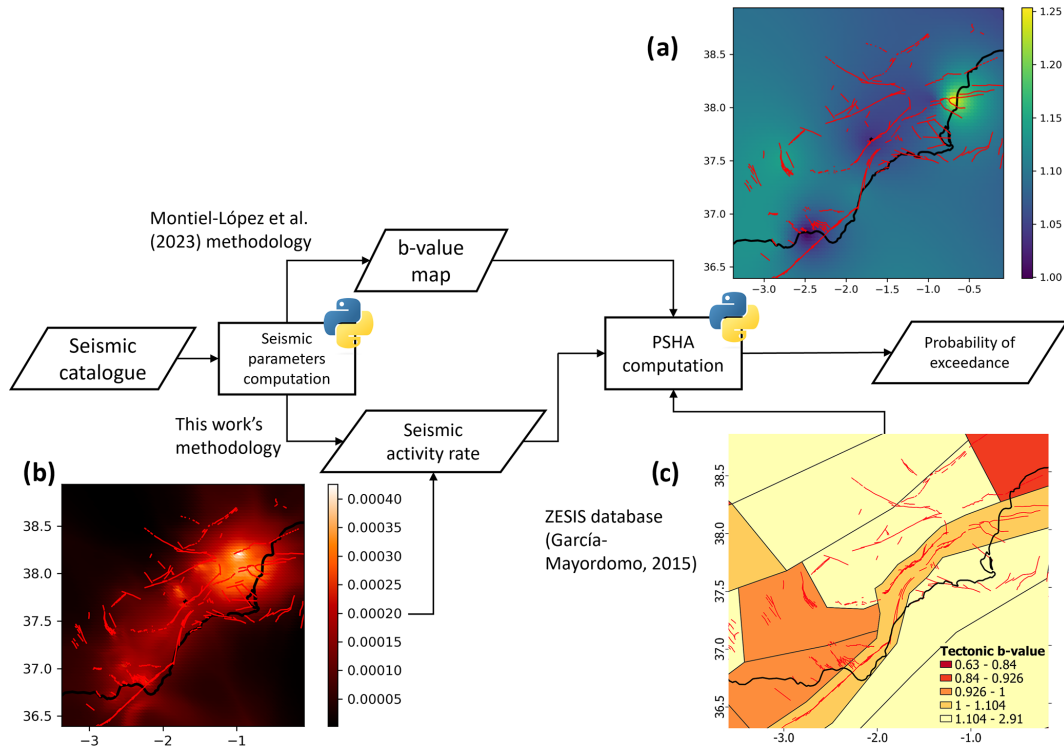 (a)
38.5
38.0
37.5
37.0
36.5
-3.0
-2.5
-2.0
-1.5
-1.0
-0.5
1.25
1.20
1.15
1.10
1.05
1.00
Montiel-López et al.
(2023) methodology
b-value
map
Seismic
catalogue
Seismic
parameters
computation
PSHA
computation
Probability of
exceedance
This work's
methodology
Seismic
activity rate
(b)
38.5
38.0
37.5
37.0
36.5
−3
−2
−1
0.00040
0.00035
0.00030
0.00025
0.00020
0.00015
0.00010
0.00005
ZESIS database
(García-
Mayordomo, 2015)
(c)
38.5
38.0
37.5
37.0
36.5
-3.0
-2.0
-1.0
Tectonic b-value
0.63 - 0.84
0.84 - 0.926
0.926 - 1
1 - 1.104
1.104 - 2.91